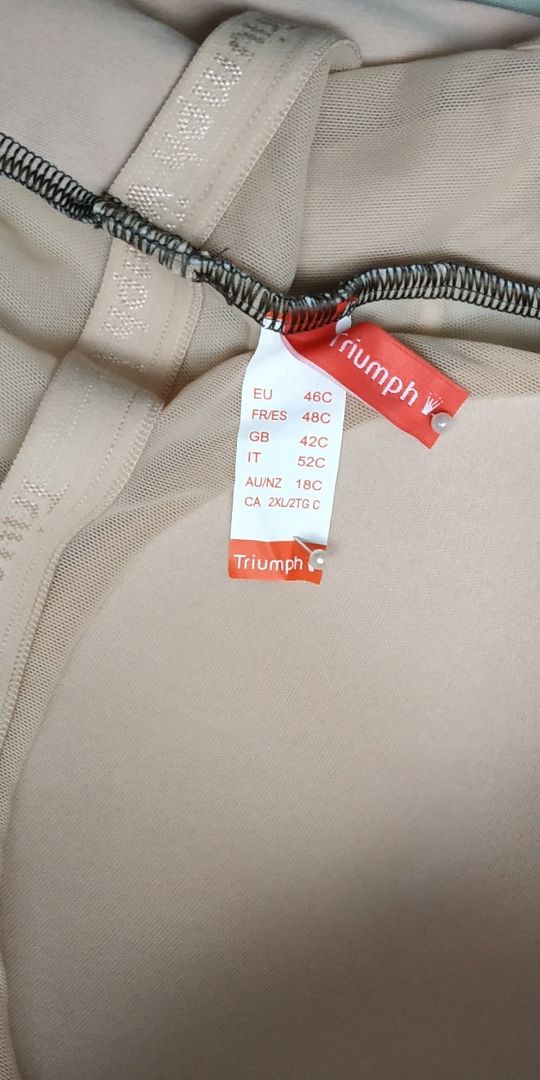 Triumph
EU 46C
FR/ES 48C
GB 42C
IT 52C
AU/NZ 18C
CA 2XL/2TG C
Triumph